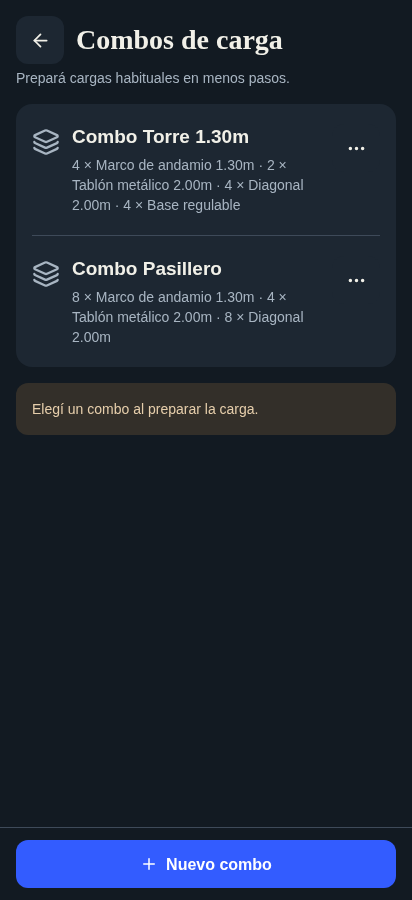 Combos de carga
Prepará cargas habituales en menos pasos.
Combo Torre 1.30m
4 × Marco de andamio 1.30m · 2 ×
Tablón metálico 2.00m · 4 × Diagonal
2.00m · 4 × Base regulable
Combo Pasillero
8 × Marco de andamio 1.30m · 4 ×
Tablón metálico 2.00m · 8 × Diagonal
2.00m
Elegí un combo al preparar la carga.
Nuevo combo